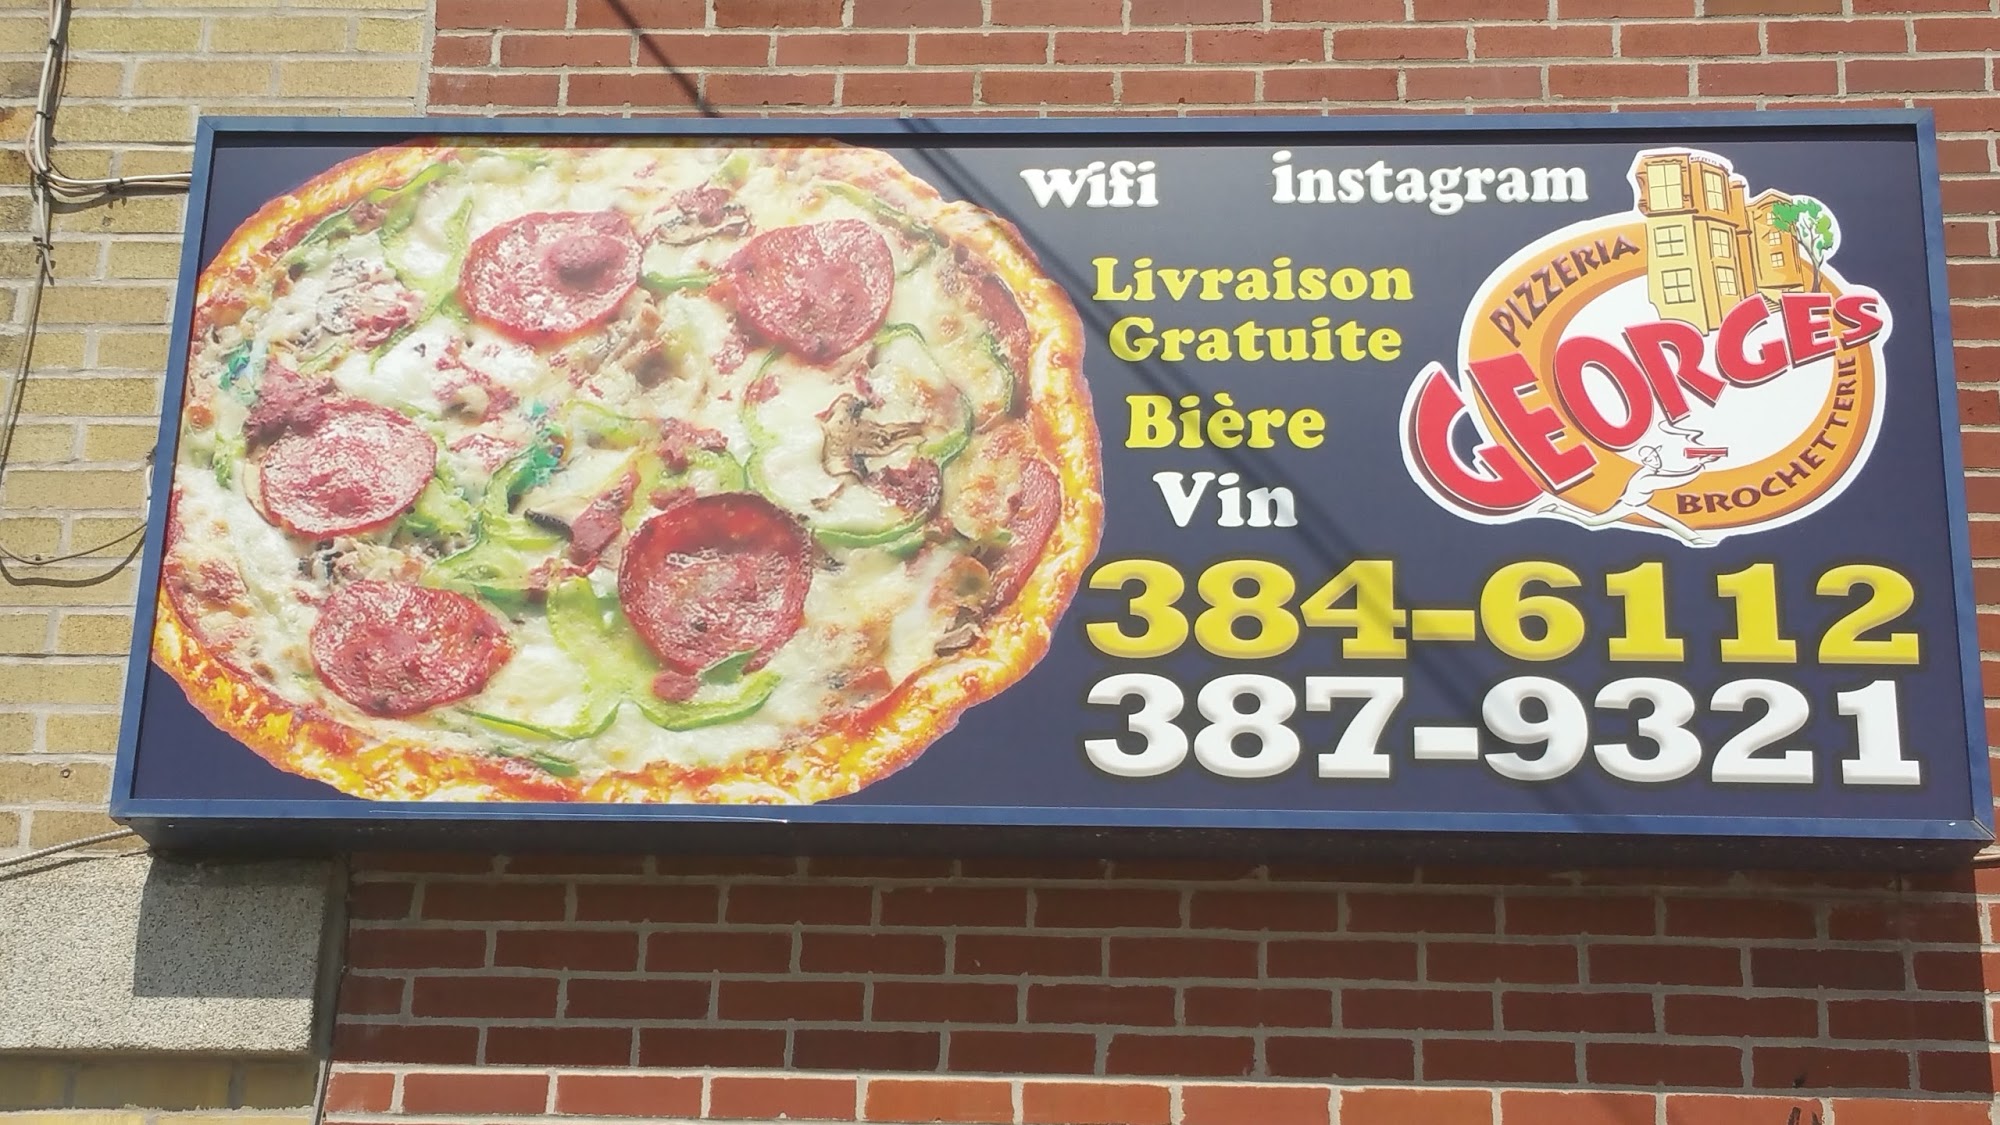 Wifi instagram
Livraison
Gratuite
Bière
Vin
PIZZERIA
GEORGES
BROCHETTERIE
384-6112
387-9321